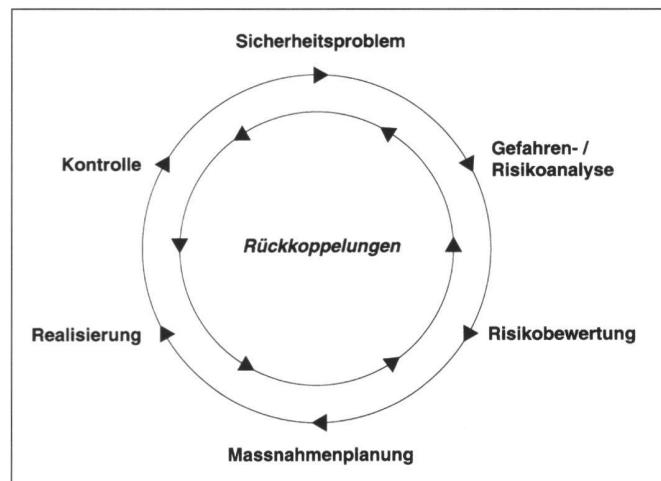 Sicherheitsproblem
Gefahren- /
Risikoanalyse
Kontrolle
Rückkoppelungen
Realisierung
Risikobewertung
Massnahmenplanung